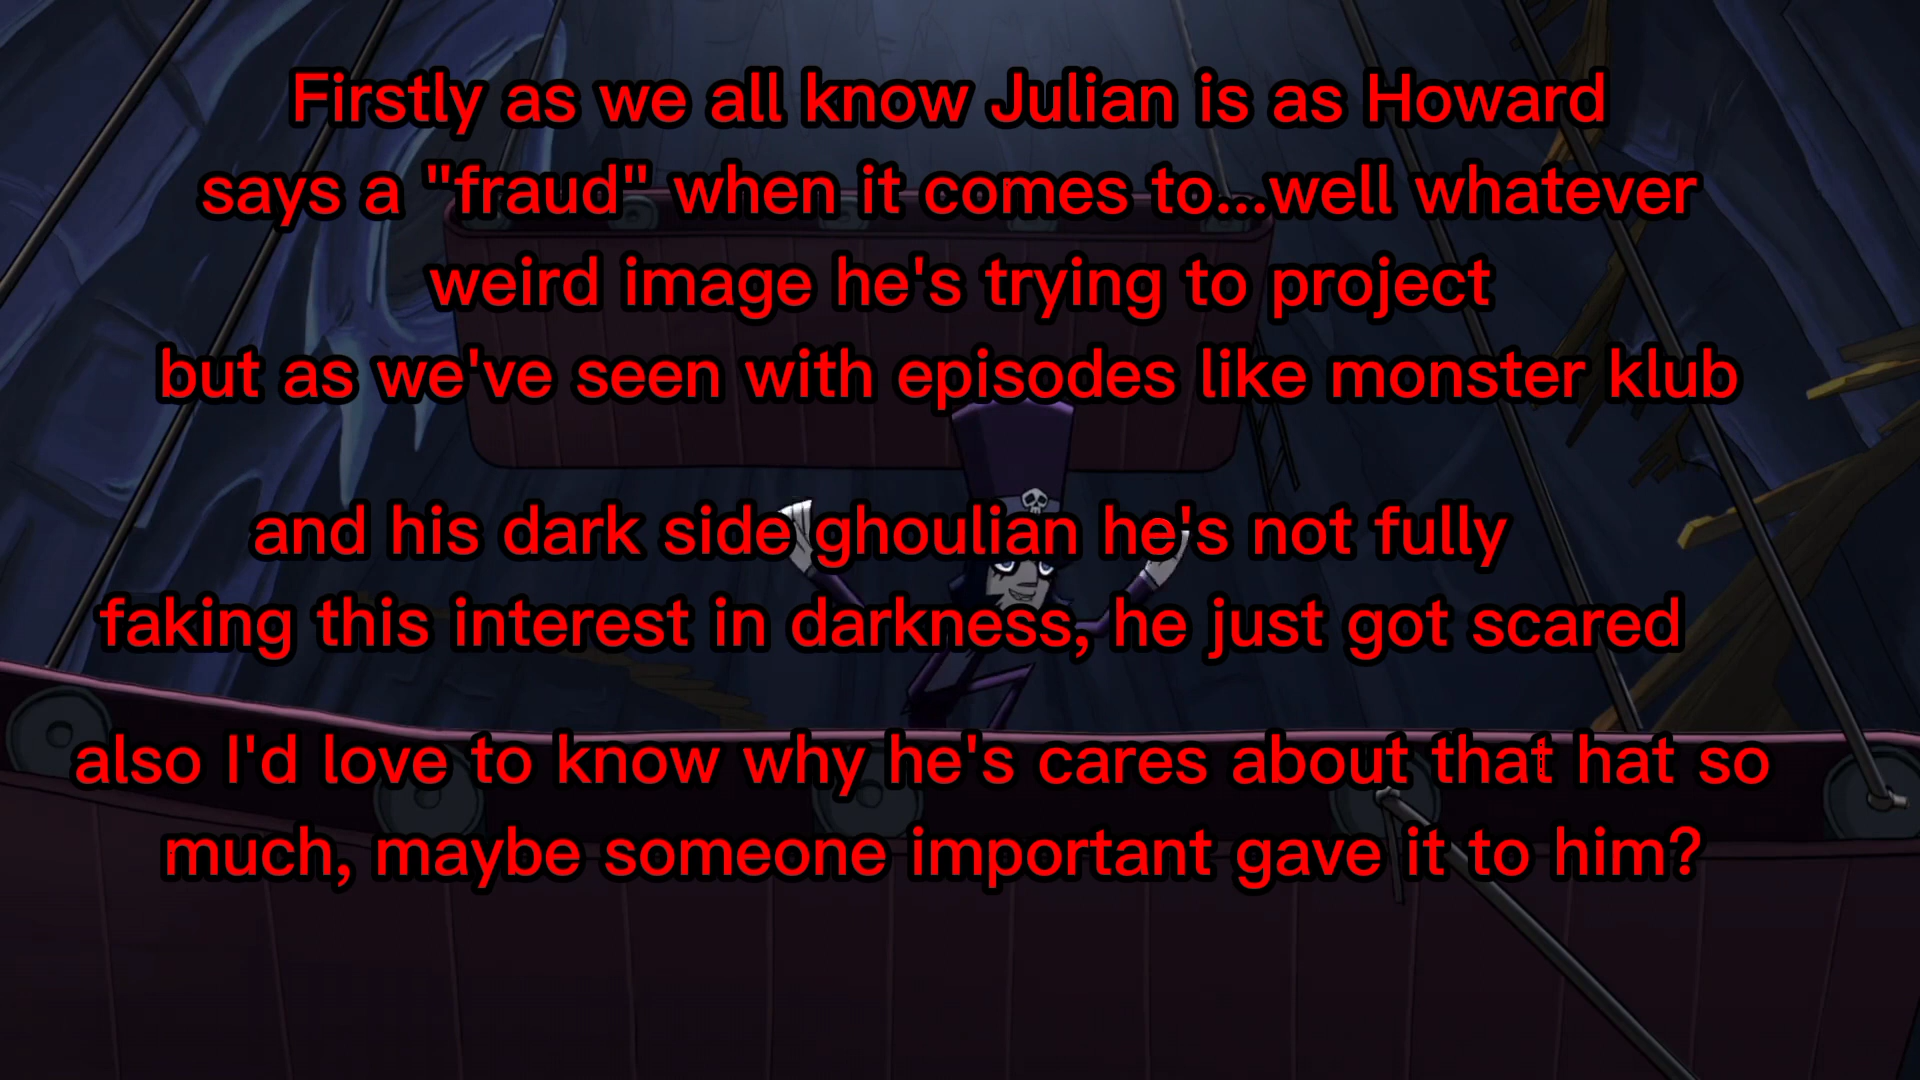 Firstly as we all know Julian is as Howard
says a "fraud" when it comes to...well whatever
weird image he's trying to project
but as we've seen with episodes like monster klub
and his dark side ghoulian he's not fully
faking this interest in darkness, he just got scared
also I'd love to know why he's cares about that hat so
much, maybe someone important gave it to him?